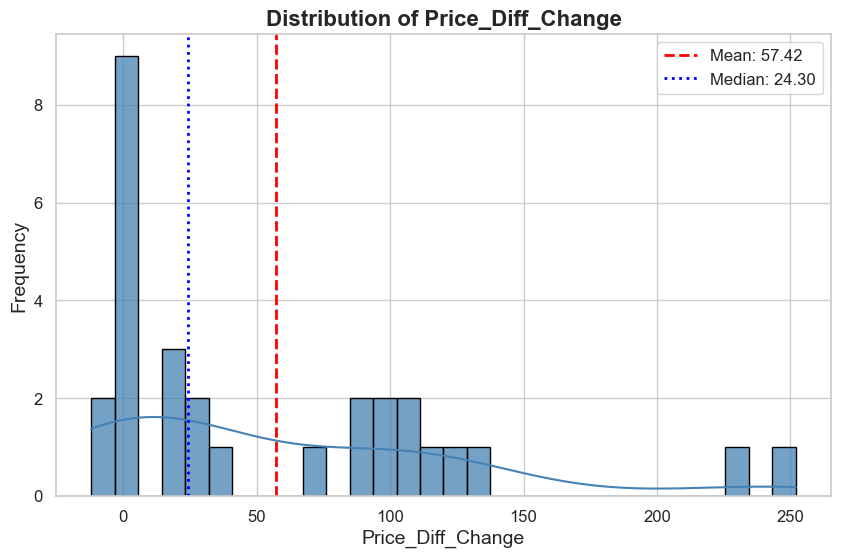 Distribution of Price_Diff_Change
Mean: 57.42
Median: 24.30
Frequency
8
6
4
2
0
0 50 100 150 200 250
Price_Diff_Change